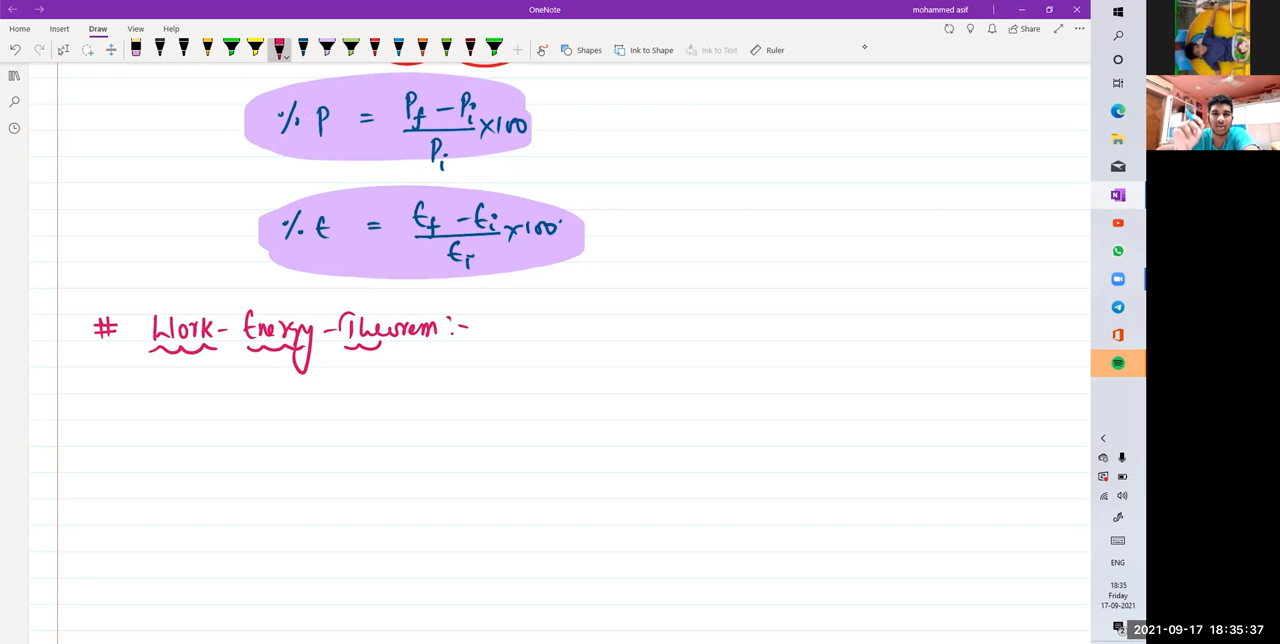 OneNote
mohammed asif
Home Insert Draw View Help
Shapes Ink to Shape Ink to Text Ruler Share
% P = Pf - Pi / Pi ×100
% E = Ef - Ei / Ei ×100
# Work - Energy - Theorem :-
ENG
18:35
Friday
17-09-2021
2
2021-09-17 18:35:37